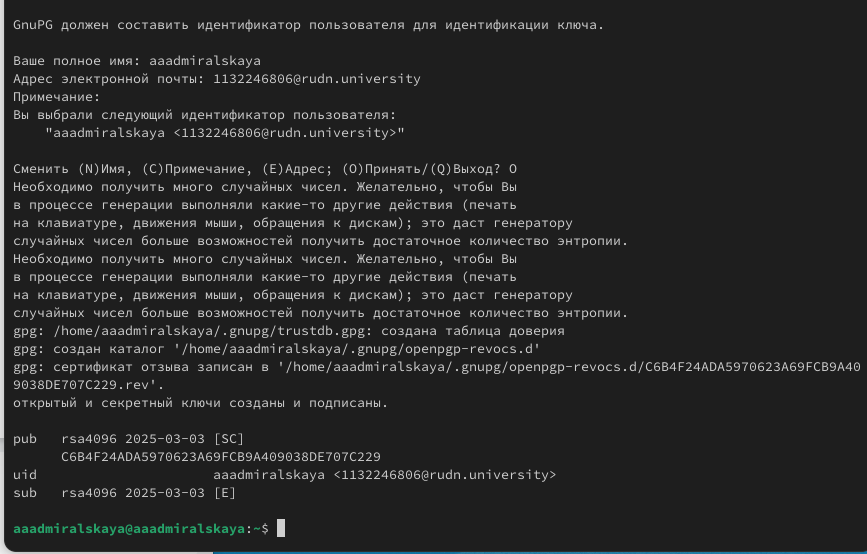 GnuPG должен составить идентификатор пользователя для идентификации ключа.
Ваше полное имя: aaadmiralskaya
Адрес электронной почты: 1132246806@rudn.university
Примечание:
Вы выбрали следующий идентификатор пользователя:
"aaadmiralskaya <1132246806@rudn.university>"
Сменить (N)Имя, (C)Примечание, (E)Адрес; (O)Принять/(Q)Выход? O
Необходимо получить много случайных чисел. Желательно, чтобы Вы
в процессе генерации выполняли какие-то другие действия (печать
на клавиатуре, движения мыши, обращения к дискам); это даст генератору
случайных чисел больше возможностей получить достаточное количество энтропии.
Необходимо получить много случайных чисел. Желательно, чтобы Вы
в процессе генерации выполняли какие-то другие действия (печать
на клавиатуре, движения мыши, обращения к дискам); это даст генератору
случайных чисел больше возможностей получить достаточное количество энтропии.
gpg: /home/aaadmiralskaya/.gnupg/trustdb.gpg: создана таблица доверия
gpg: создан каталог '/home/aaadmiralskaya/.gnupg/openpgp-revocs.d'
gpg: сертификат отзыва записан в '/home/aaadmiralskaya/.gnupg/openpgp-revocs.d/C6B4F24ADA5970623A69FCB9A40
9038DE707C229.rev'.
открытый и секретный ключи созданы и подписаны.
pub   rsa4096 2025-03-03 [SC]
C6B4F24ADA5970623A69FCB9A409038DE707C229
uid                   aaadmiralskaya <1132246806@rudn.university>
sub   rsa4096 2025-03-03 [E]
aaadmiralskaya@aaadmiralskaya:~$